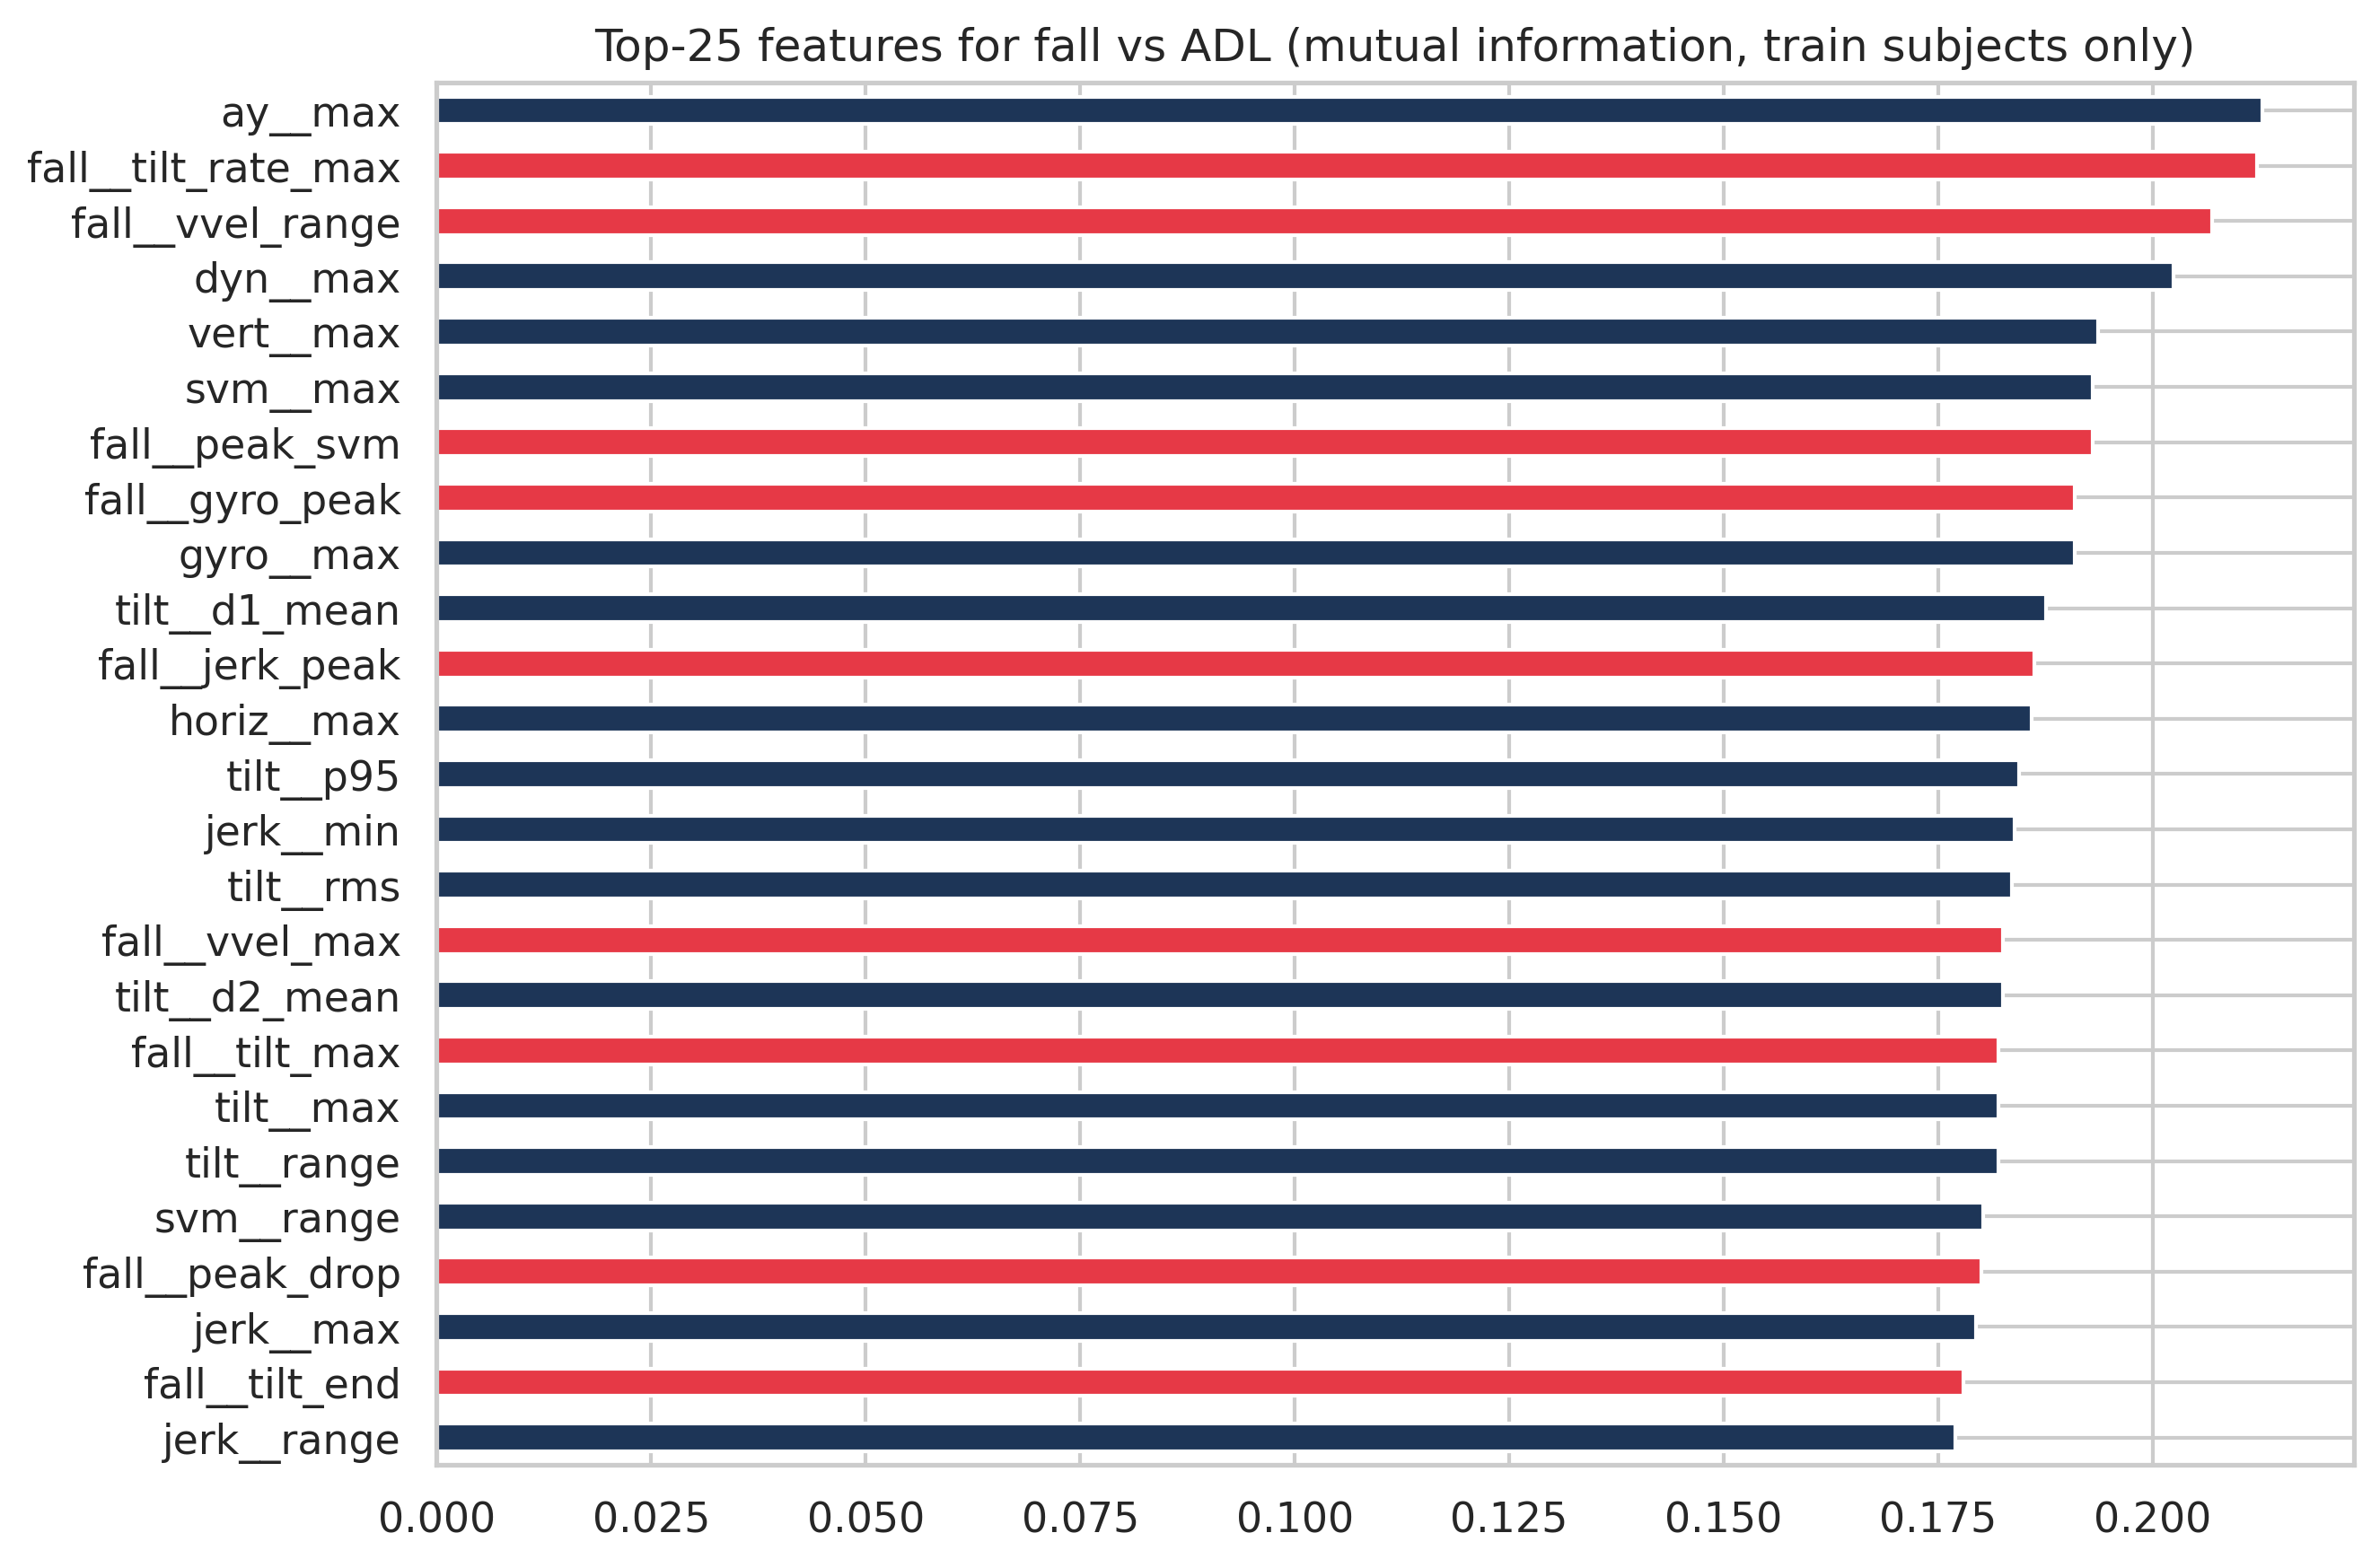 Top-25 features for fall vs ADL (mutual information, train subjects only)
ay__max
fall__tilt_rate_max
fall__vvel_range
dyn__max
vert__max
svm__max
fall__peak_svm
fall__gyro_peak
gyro__max
tilt__d1_mean
fall__jerk_peak
horiz__max
tilt__p95
jerk__min
tilt__rms
fall__vvel_max
tilt__d2_mean
fall__tilt_max
tilt__max
tilt__range
svm__range
fall__peak_drop
jerk__max
fall__tilt_end
jerk__range
0.000 0.025 0.050 0.075 0.100 0.125 0.150 0.175 0.200